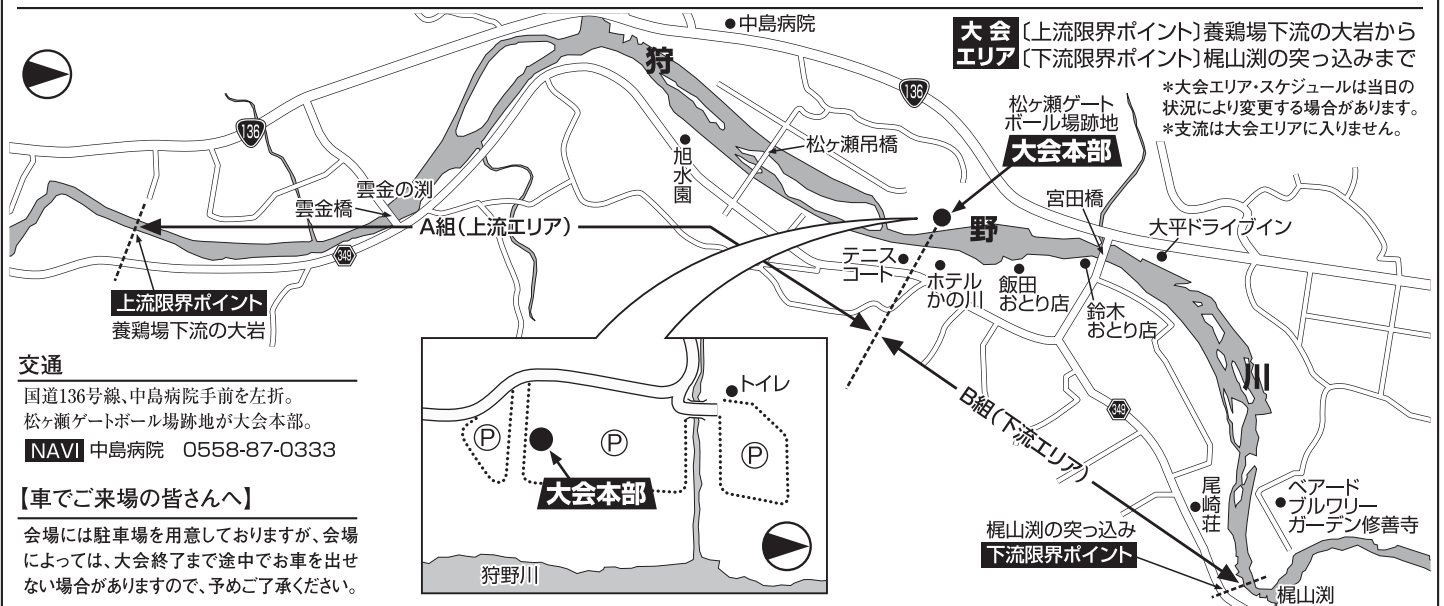 中島病院
大会
エリア
〔上流限界ポイント〕養鶏場下流の大岩から
〔下流限界ポイント〕梶山渕の突っ込みまで
*大会エリア・スケジュールは当日の
状況により変更する場合があります。
*支流は大会エリアに入りません。
狩
野
川
136
136
松ヶ瀬ゲート
ボール場跡地
大会本部
松ヶ瀬吊橋
旭水園
雲金の渕
雲金橋
宮田橋
大平ドライブイン
A組(上流エリア)
349
テニス
コート
ホテル
かの川
飯田
おとり店
鈴木
おとり店
上流限界ポイント
養鶏場下流の大岩
B組(下流エリア)
349
尾崎荘
ベアード
ブルワリー
ガーデン修善寺
梶山渕の突っ込み
下流限界ポイント
梶山渕
トイレ
P
P
P
大会本部
狩野川
交通
国道136号線、中島病院手前を左折。
松ヶ瀬ゲートボール場跡地が大会本部。
NAVI 中島病院 0558-87-0333
【車でご来場の皆さんへ】
会場には駐車場を用意しておりますが、会場
によっては、大会終了まで途中でお車を出せ
ない場合がありますので、予めご了承ください。